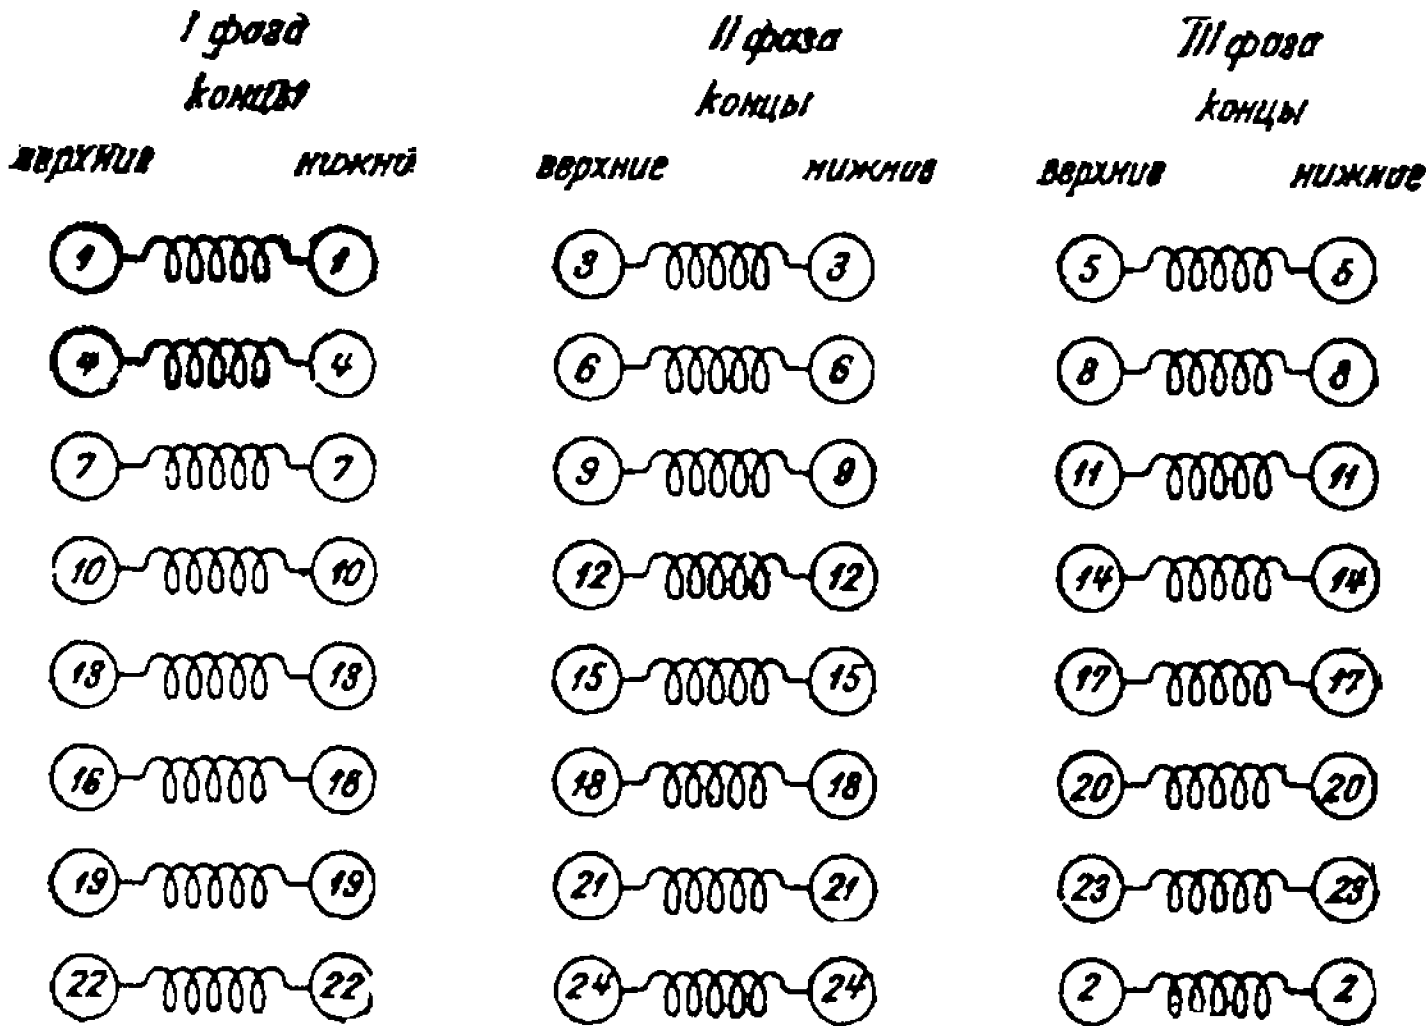 I фаза II фаза III фаза
концы концы концы
верхние нижние верхние нижние верхние нижние
1 1 3 3 5 5
4 4 6 6 8 8
7 7 9 9 11 11
10 10 12 12 14 14
13 13 15 15 17 17
16 16 18 18 20 20
19 19 21 21 23 23
22 22 24 24 2 2